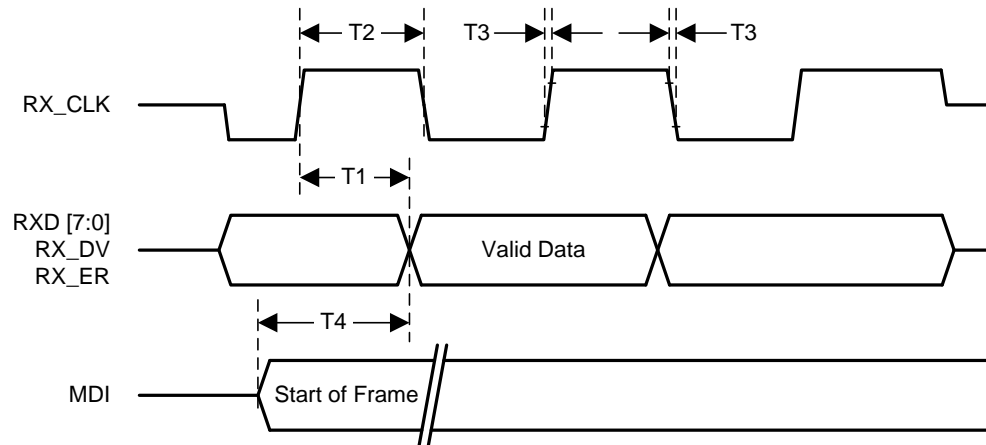 T2
T3
T3
RX_CLK
T1
RXD [7:0]
RX_DV
RX_ER
Valid Data
T4
MDI
Start of Frame